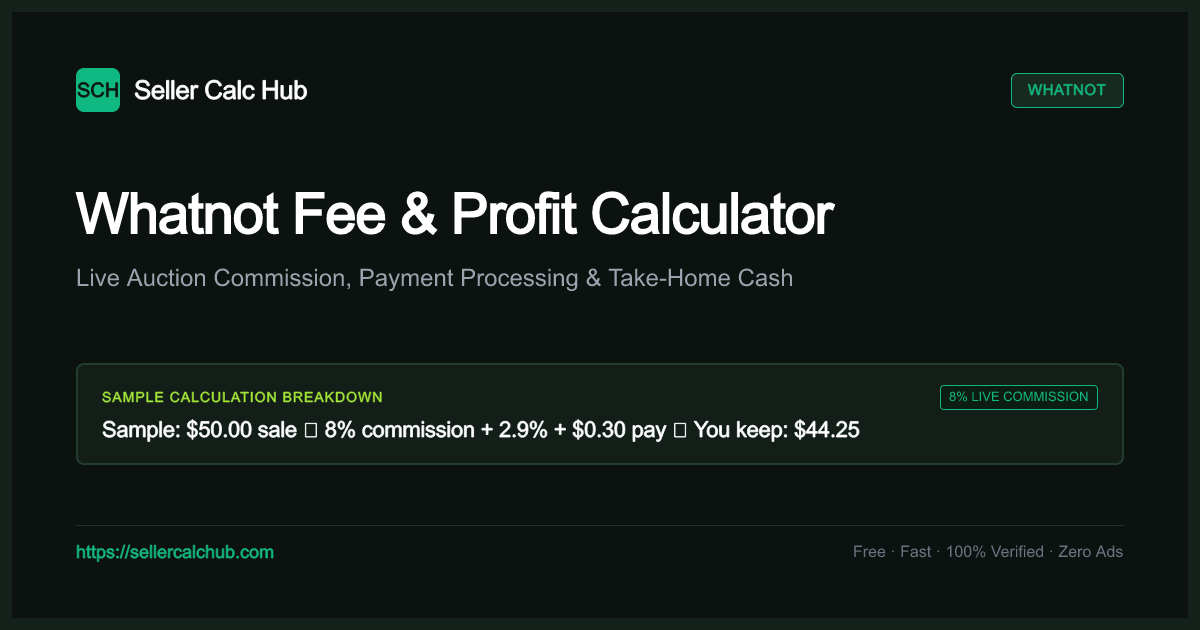 SCH Seller Calc Hub
WHATNOT
Whatnot Fee & Profit Calculator
Live Auction Commission, Payment Processing & Take-Home Cash
SAMPLE CALCULATION BREAKDOWN
8% LIVE COMMISSION
Sample: $50.00 sale □ 8% commission + 2.9% + $0.30 pay □ You keep: $44.25
https://sellercalchub.com
Free · Fast · 100% Verified · Zero Ads